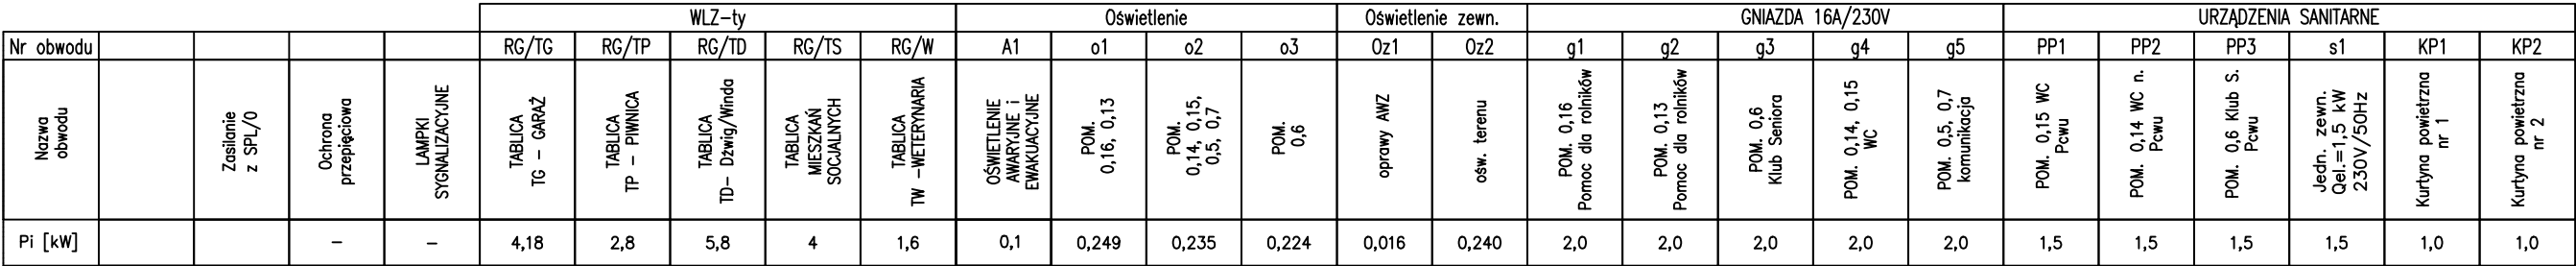 WLZ-ty Oświetlenie Oświetlenie zewn. GNIAZDA 16A/230V URZĄDZENIA SANITARNE
Nr obwodu RG/TG RG/TP RG/TD RG/TS RG/W A1 o1 o2 o3 Oz1 Oz2 g1 g2 g3 g4 g5 PP1 PP2 PP3 s1 KP1 KP2
Nazwa
obwodu
Zasilanie
z SPL/0
Ochrona
przepięciowa
LAMPKI
SYGNALIZACYJNE
TABLICA
TG - GARAŻ
TABLICA
TP - PIWNICA
TABLICA
TD- Dźwig/Winda
TABLICA
MIESZKAŃ
SOCJALNYCH
TABLICA
TW -WETERYNARIA
OŚWIETLENIE
AWARYJNE i
EWAKUACYJNE
POM.
0,16, 0,13
POM.
0,14, 0,15,
0,5, 0,7
POM.
0,6
oprawy AWZ
ośw. terenu
POM. 0,16
Pomoc dla rolników
POM. 0,13
Pomoc dla rolników
POM. 0,6
Klub Seniora
POM. 0,14, 0,15
WC
POM. 0,5, 0,7
komunikacja
POM. 0,15 WC
Pcwu
POM. 0,14 WC n.
Pcwu
POM. 0,6 Klub S.
Pcwu
Jedn. zewn.
Qel.=1,5 kW
230V/50Hz
Kurtyna powietrzna
nr 1
Kurtyna powietrzna
nr 2
Pi [kW] - - 4,18 2,8 5,8 4 1,6 0,1 0,249 0,235 0,224 0,016 0,240 2,0 2,0 2,0 2,0 2,0 1,5 1,5 1,5 1,5 1,0 1,0